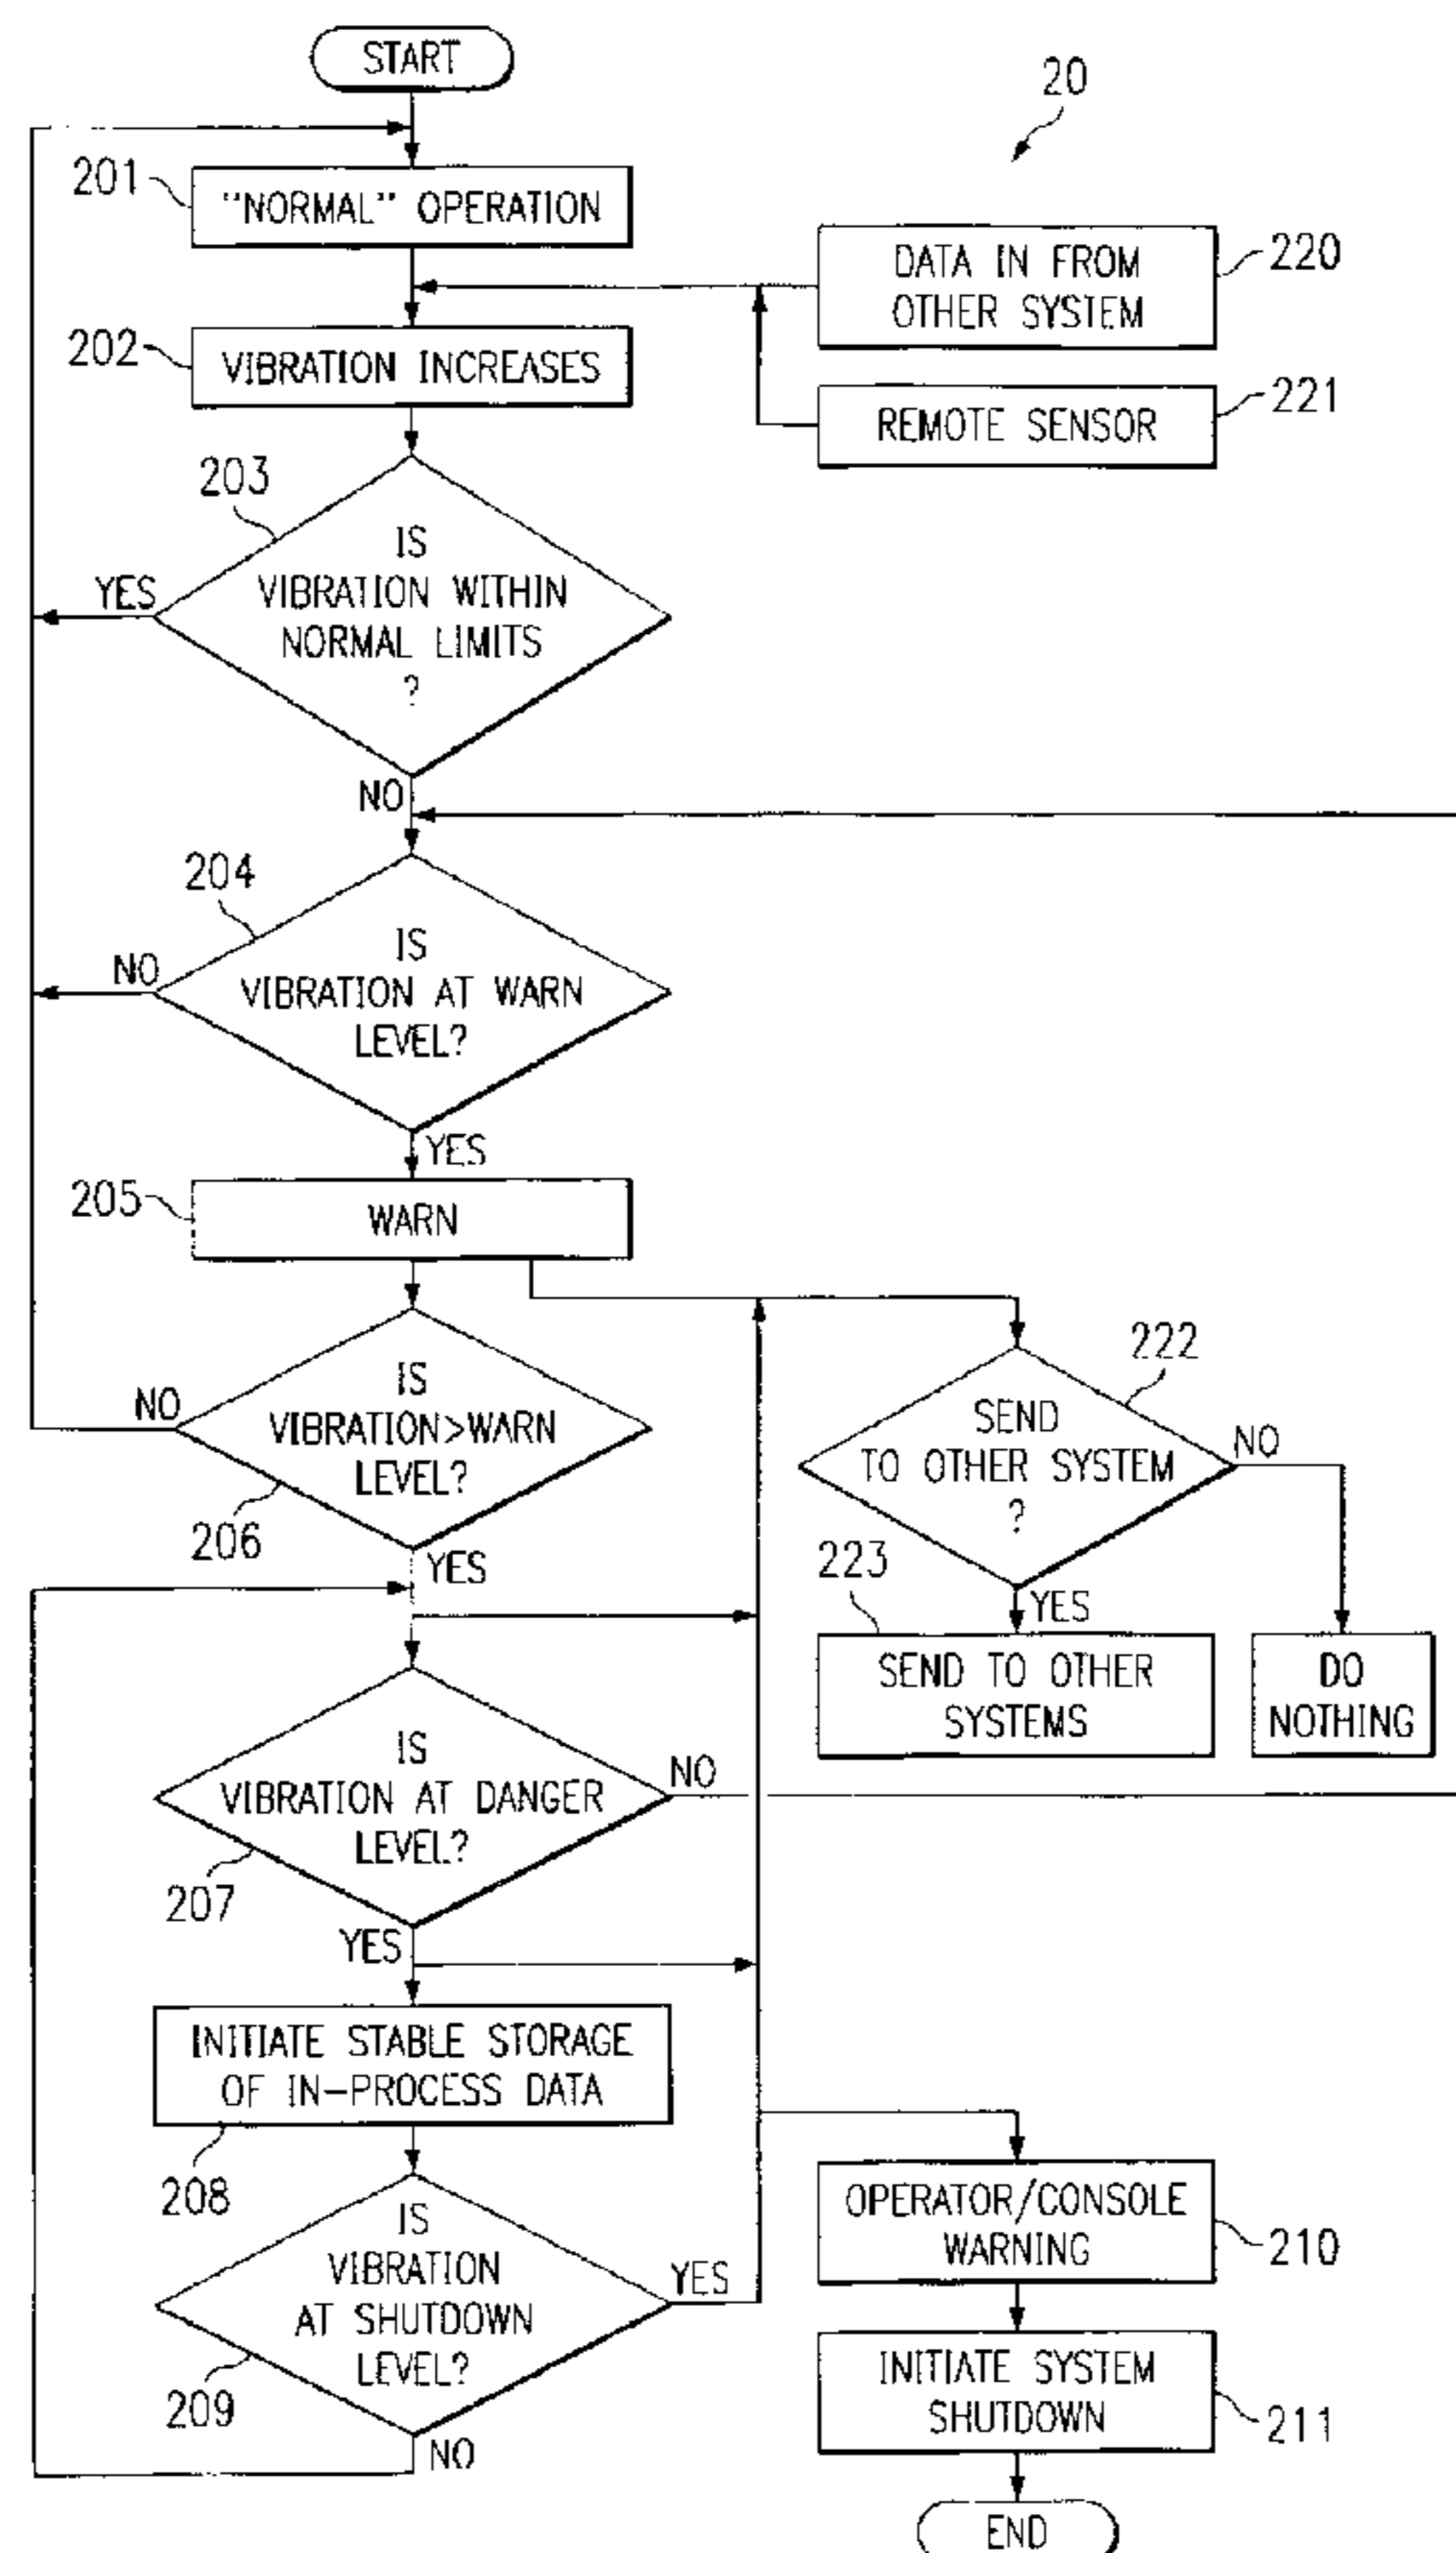 START
20
201
"NORMAL" OPERATION
DATA IN FROM
OTHER SYSTEM
220
202
VIBRATION INCREASES
REMOTE SENSOR
221
203
IS
VIBRATION WITHIN
NORMAL LIMITS
?
YES
NO
204
IS
VIBRATION AT WARN
LEVEL?
NO
YES
205
WARN
IS
VIBRATION>WARN
LEVEL?
NO
206
YES
222
SEND
TO OTHER SYSTEM
?
NO
223
YES
SEND TO OTHER
SYSTEMS
DO
NOTHING
IS
VIBRATION AT DANGER
LEVEL?
NO
207
YES
INITIATE STABLE STORAGE
OF IN-PROCESS DATA
208
IS
VIBRATION
AT SHUTDOWN
LEVEL?
YES
209
NO
OPERATOR/CONSOLE
WARNING
210
INITIATE SYSTEM
SHUTDOWN
211
END